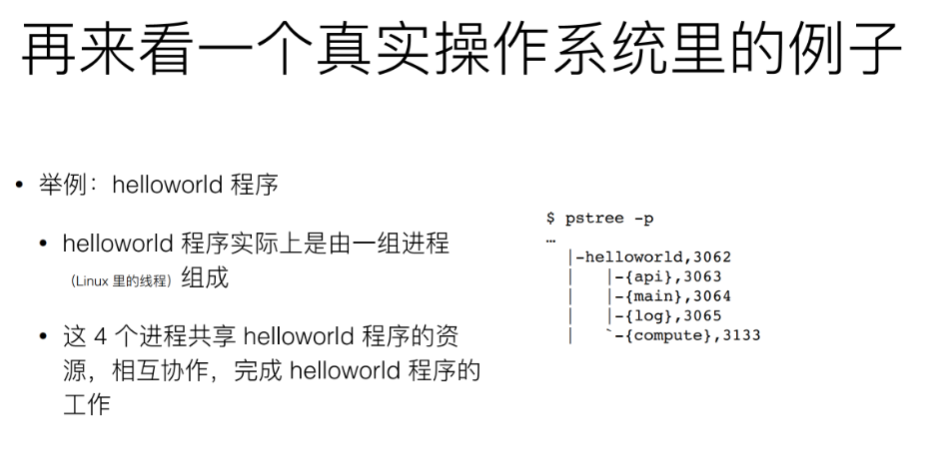 再来看一个真实操作系统里的例子
• 举例：helloworld 程序
• helloworld 程序实际上是由一组进程
（Linux 里的线程）组成
• 这 4 个进程共享 helloworld 程序的资
源，相互协作，完成 helloworld 程序的
工作
$ pstree -p
…
|-helloworld,3062
|   |-{api},3063
|   |-{main},3064
|   |-{log},3065
|   `-{compute},3133